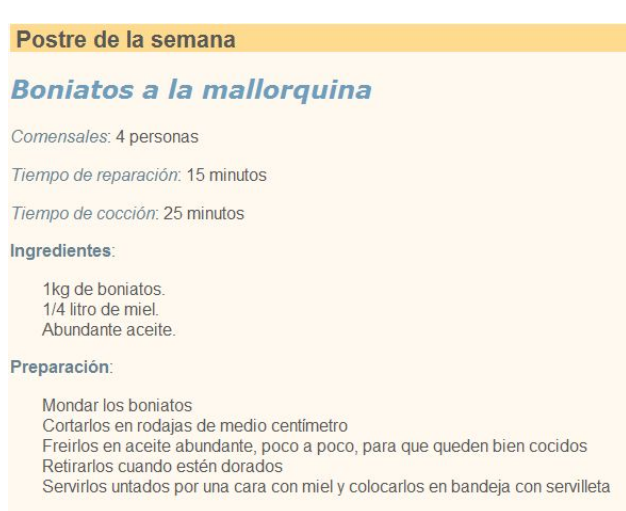 Postre de la semana
Boniatos a la mallorquina
Comensales: 4 personas
Tiempo de reparación: 15 minutos
Tiempo de cocción: 25 minutos
Ingredientes:
1kg de boniatos.
1/4 litro de miel.
Abundante aceite.
Preparación:
Mondar los boniatos
Cortarlos en rodajas de medio centímetro
Freirlos en aceite abundante, poco a poco, para que queden bien cocidos
Retirarlos cuando estén dorados
Servirlos untados por una cara con miel y colocarlos en bandeja con servilleta